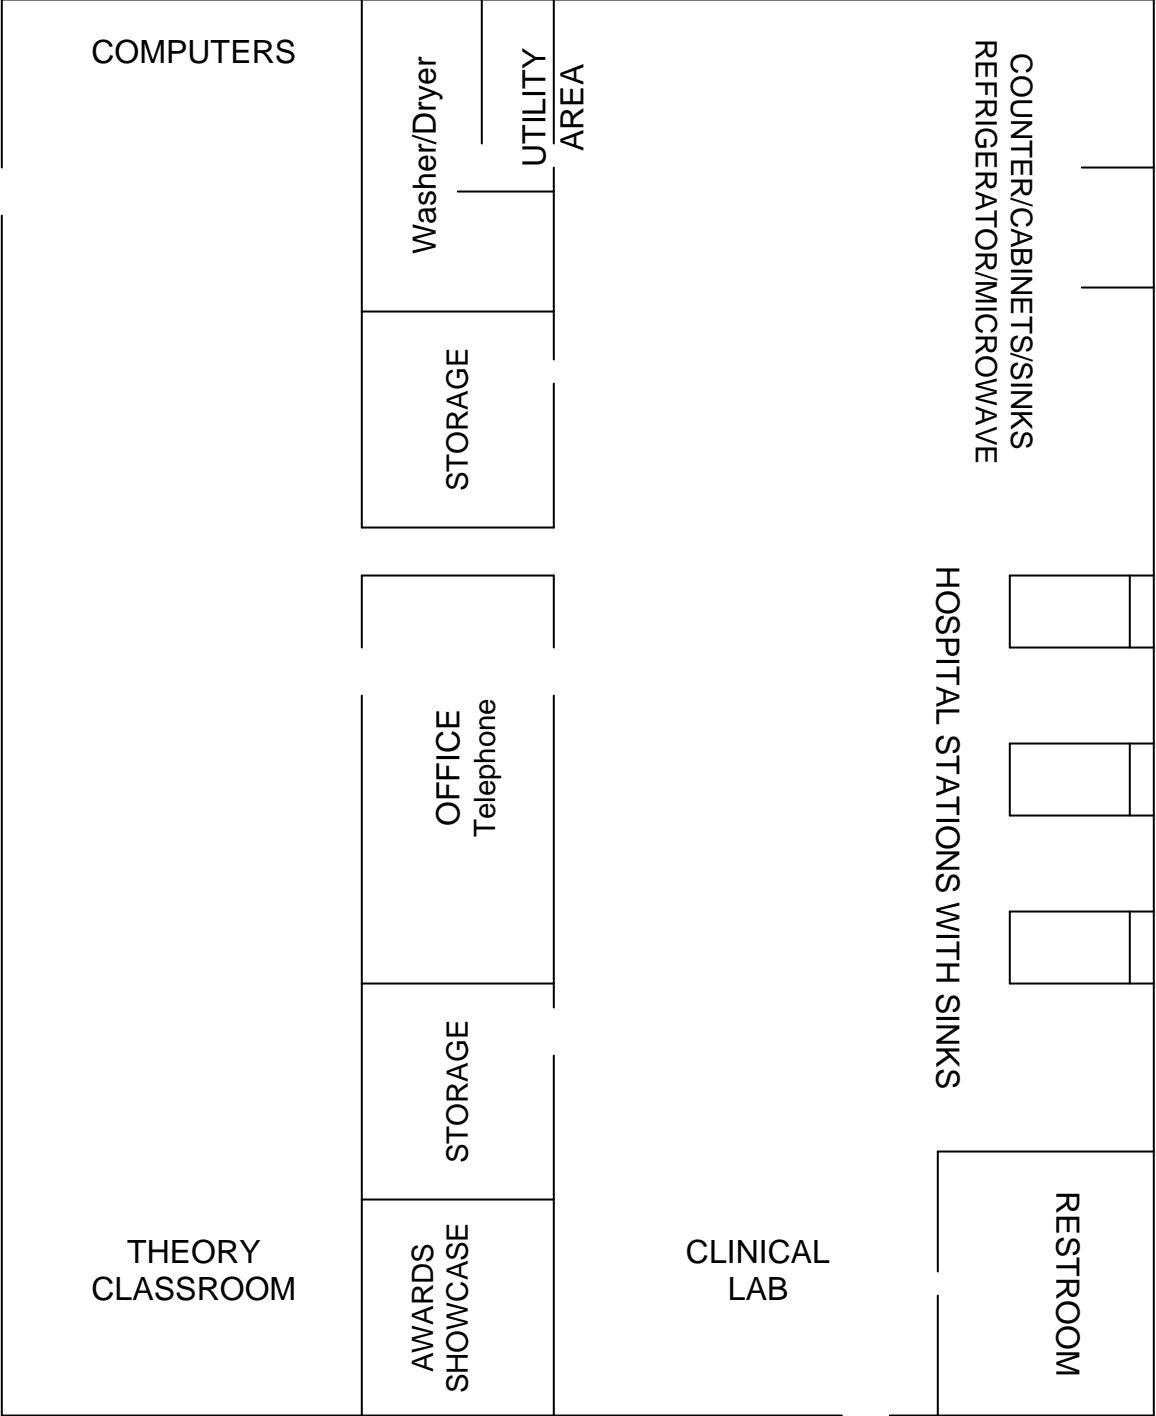 COMPUTERS
Washer/Dryer
UTILITY
AREA
COUNTER/CABINETS/SINKS
REFRIGERATOR/MICROWAVE
STORAGE
HOSPITAL STATIONS WITH SINKS
OFFICE
Telephone
STORAGE
THEORY
CLASSROOM
AWARDS
SHOWCASE
CLINICAL
LAB
RESTROOM